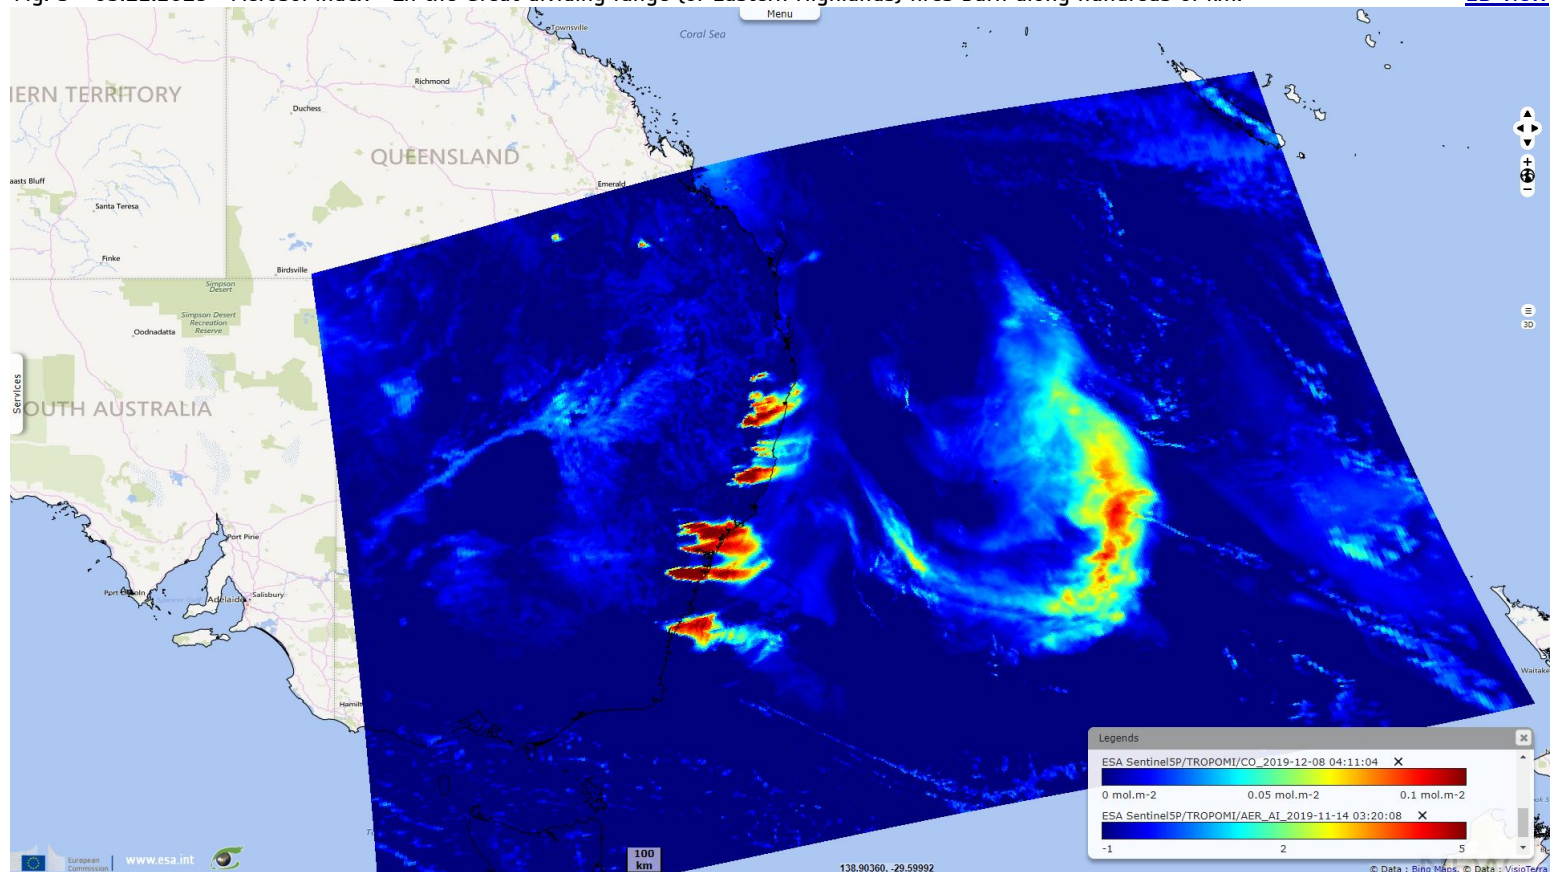 Menu
2D view
Townsville
Coral Sea
Richmond
Duchess
ERN TERRITORY
QUEENSLAND
aasts Bluff
Emerald
Santa Teresa
Finke
Birdsville
Simpson
Desert
Simpson Desert
Recreation
Reserve
Oodnadatta
3D
Services
OUTH AUSTRALIA
Port Pirie
Adelaide
Salisbury
Waitake
Hamilt
Legends
ESA Sentinel5P/TROPOMI/CO_2019-12-08 04:11:04
0 mol.m-2 0.05 mol.m-2 0.1 mol.m-2
ESA Sentinel5P/TROPOMI/AER_AI_2019-11-14 03:20:08
-1 2 5
European
Commission
www.esa.int
100
km
138.90360, -29.59992
© Data : Bing Maps, © Data : VisioTerra